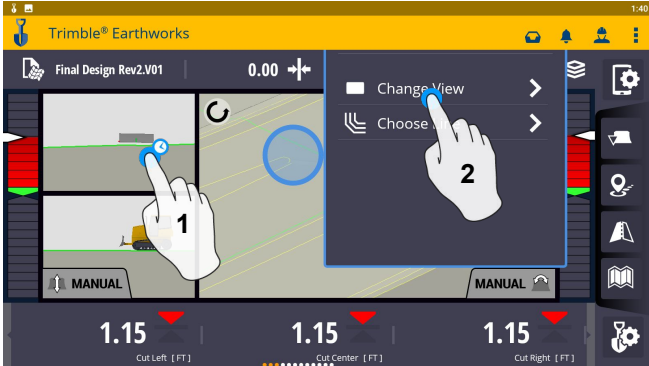 1:40
Trimble® Earthworks
Final Design Rev2.V01
0.00
Change View
Choose
1
2
MANUAL
MANUAL
1.15
1.15
1.15
Cut Left [ FT ]
Cut Center [ FT ]
Cut Right [ FT ]